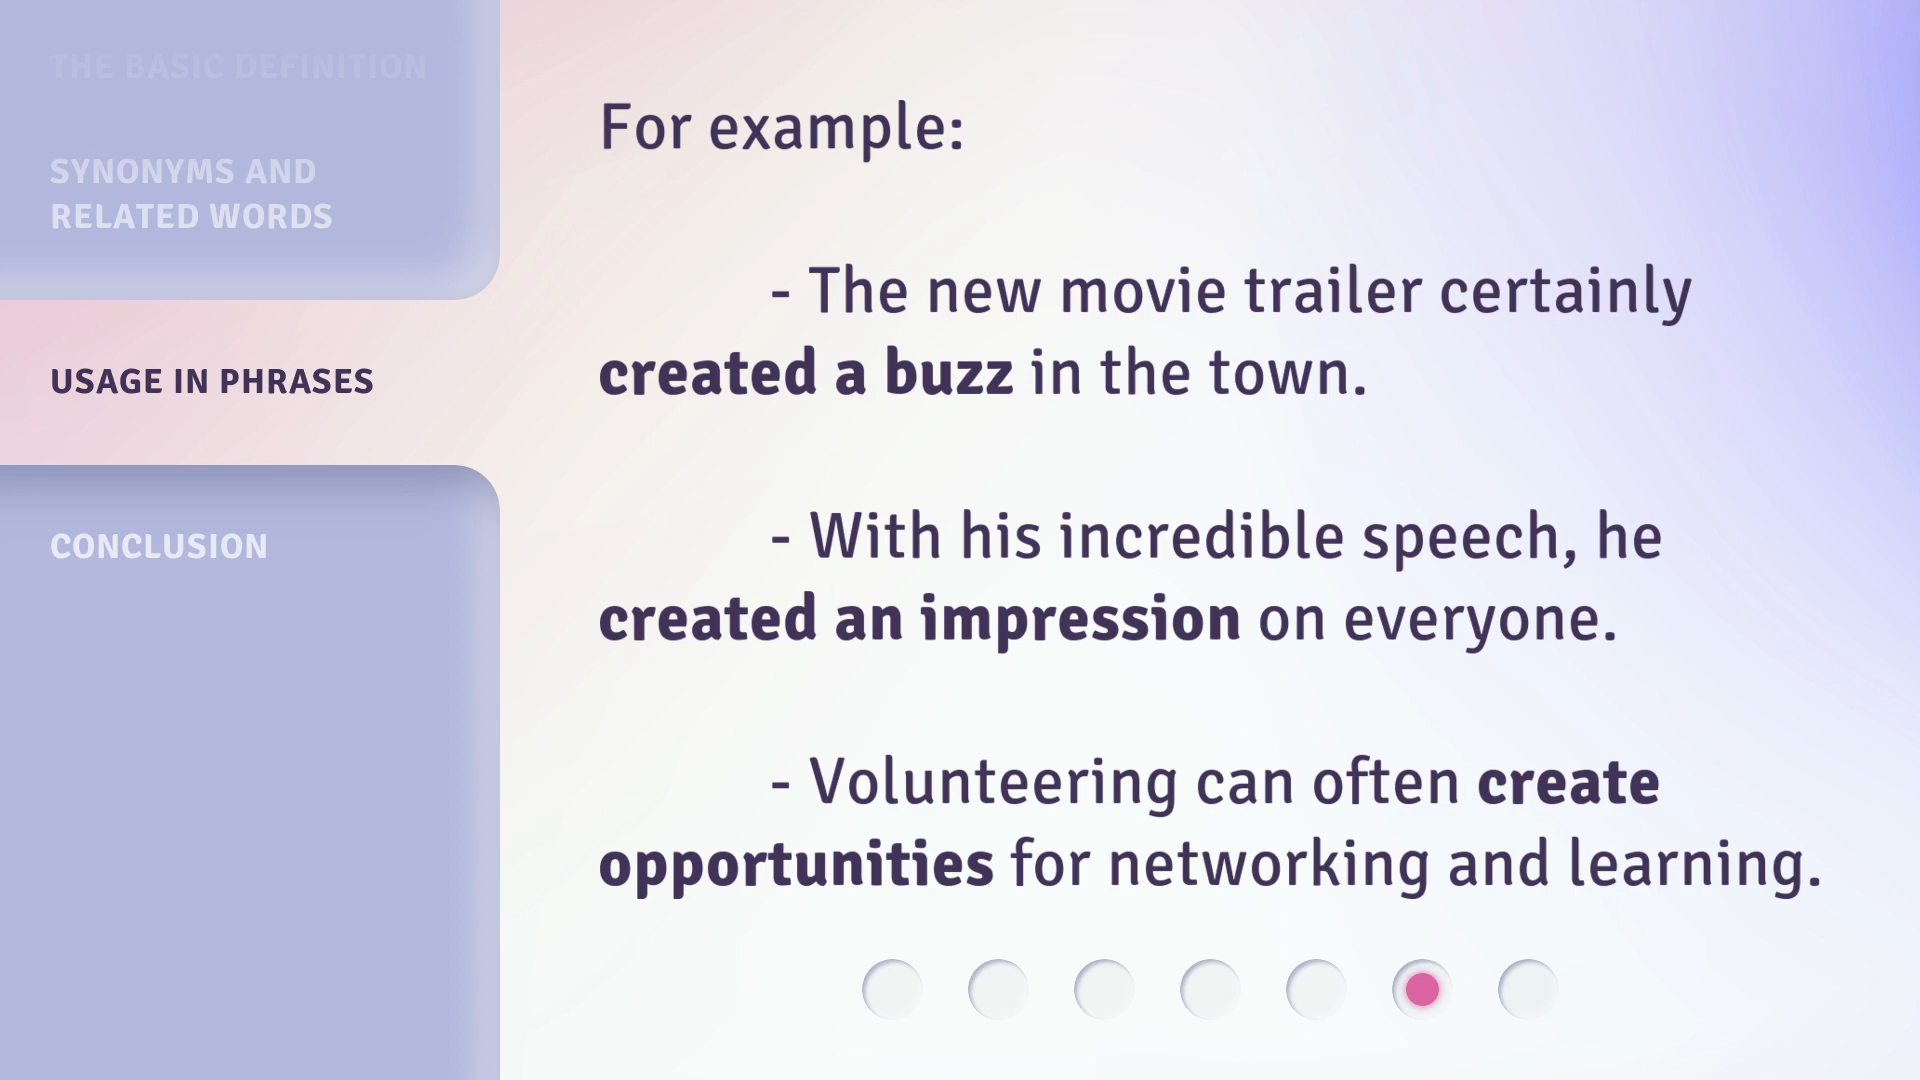 THE BASIC DEFINITION
SYNONYMS AND
RELATED WORDS
USAGE IN PHRASES
CONCLUSION
For example:
- The new movie trailer certainly
created a buzz in the town.
- With his incredible speech, he
created an impression on everyone.
- Volunteering can often create
opportunities for networking and learning.